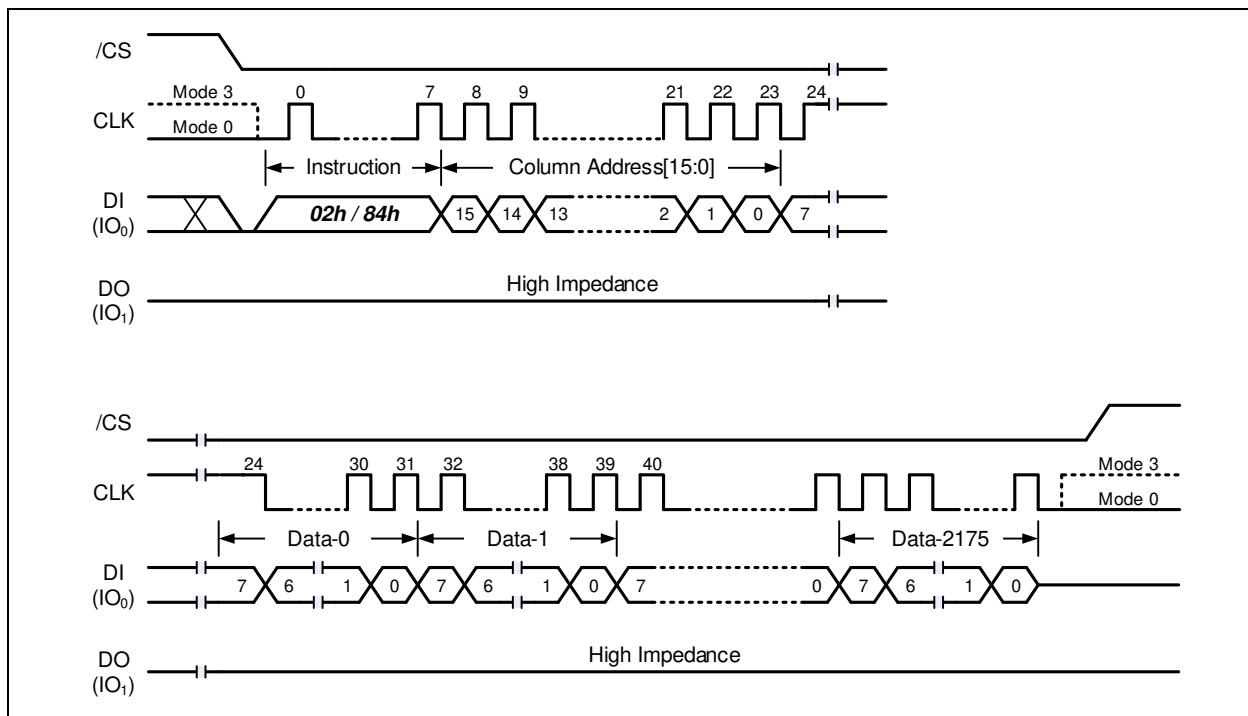 /CS
Mode 3 0 7 8 9 21 22 23 24
CLK
Mode 0
Instruction Column Address[15:0]
DI
(IO₀)
02h / 84h 15 14 13 2 1 0 7
High Impedance
DO
(IO₁)
/CS
24 30 31 32 38 39 40 Mode 3
CLK
Mode 0
Data-0 Data-1 Data-2175
DI
(IO₀)
7 6 1 0 7 6 1 0 7 0 7 6 1 0
High Impedance
DO
(IO₁)